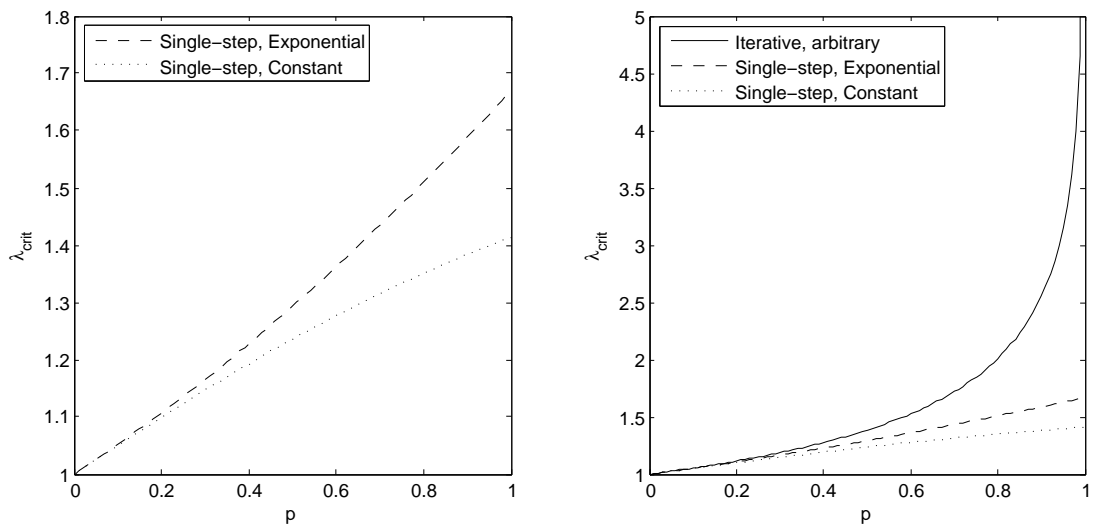 1.8
1.7
1.6
1.5
1.4
1.3
1.2
1.1
1
λcrit
0 0.2 0.4 0.6 0.8 1
p
Single−step, Exponential
Single−step, Constant
5
4.5
4
3.5
3
2.5
2
1.5
1
λcrit
0 0.2 0.4 0.6 0.8 1
p
Iterative, arbitrary
Single−step, Exponential
Single−step, Constant